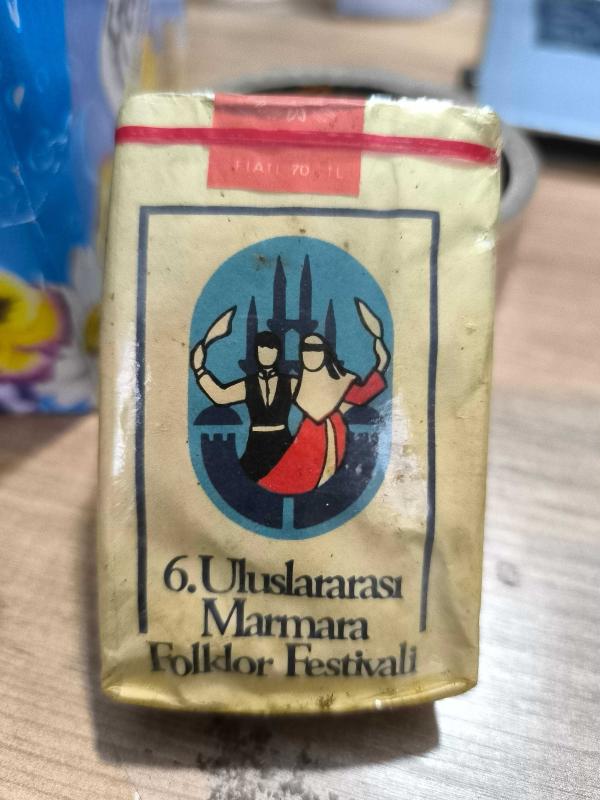 FİATI 70 TL
6. Uluslararası
Marmara
Folklor Festivali